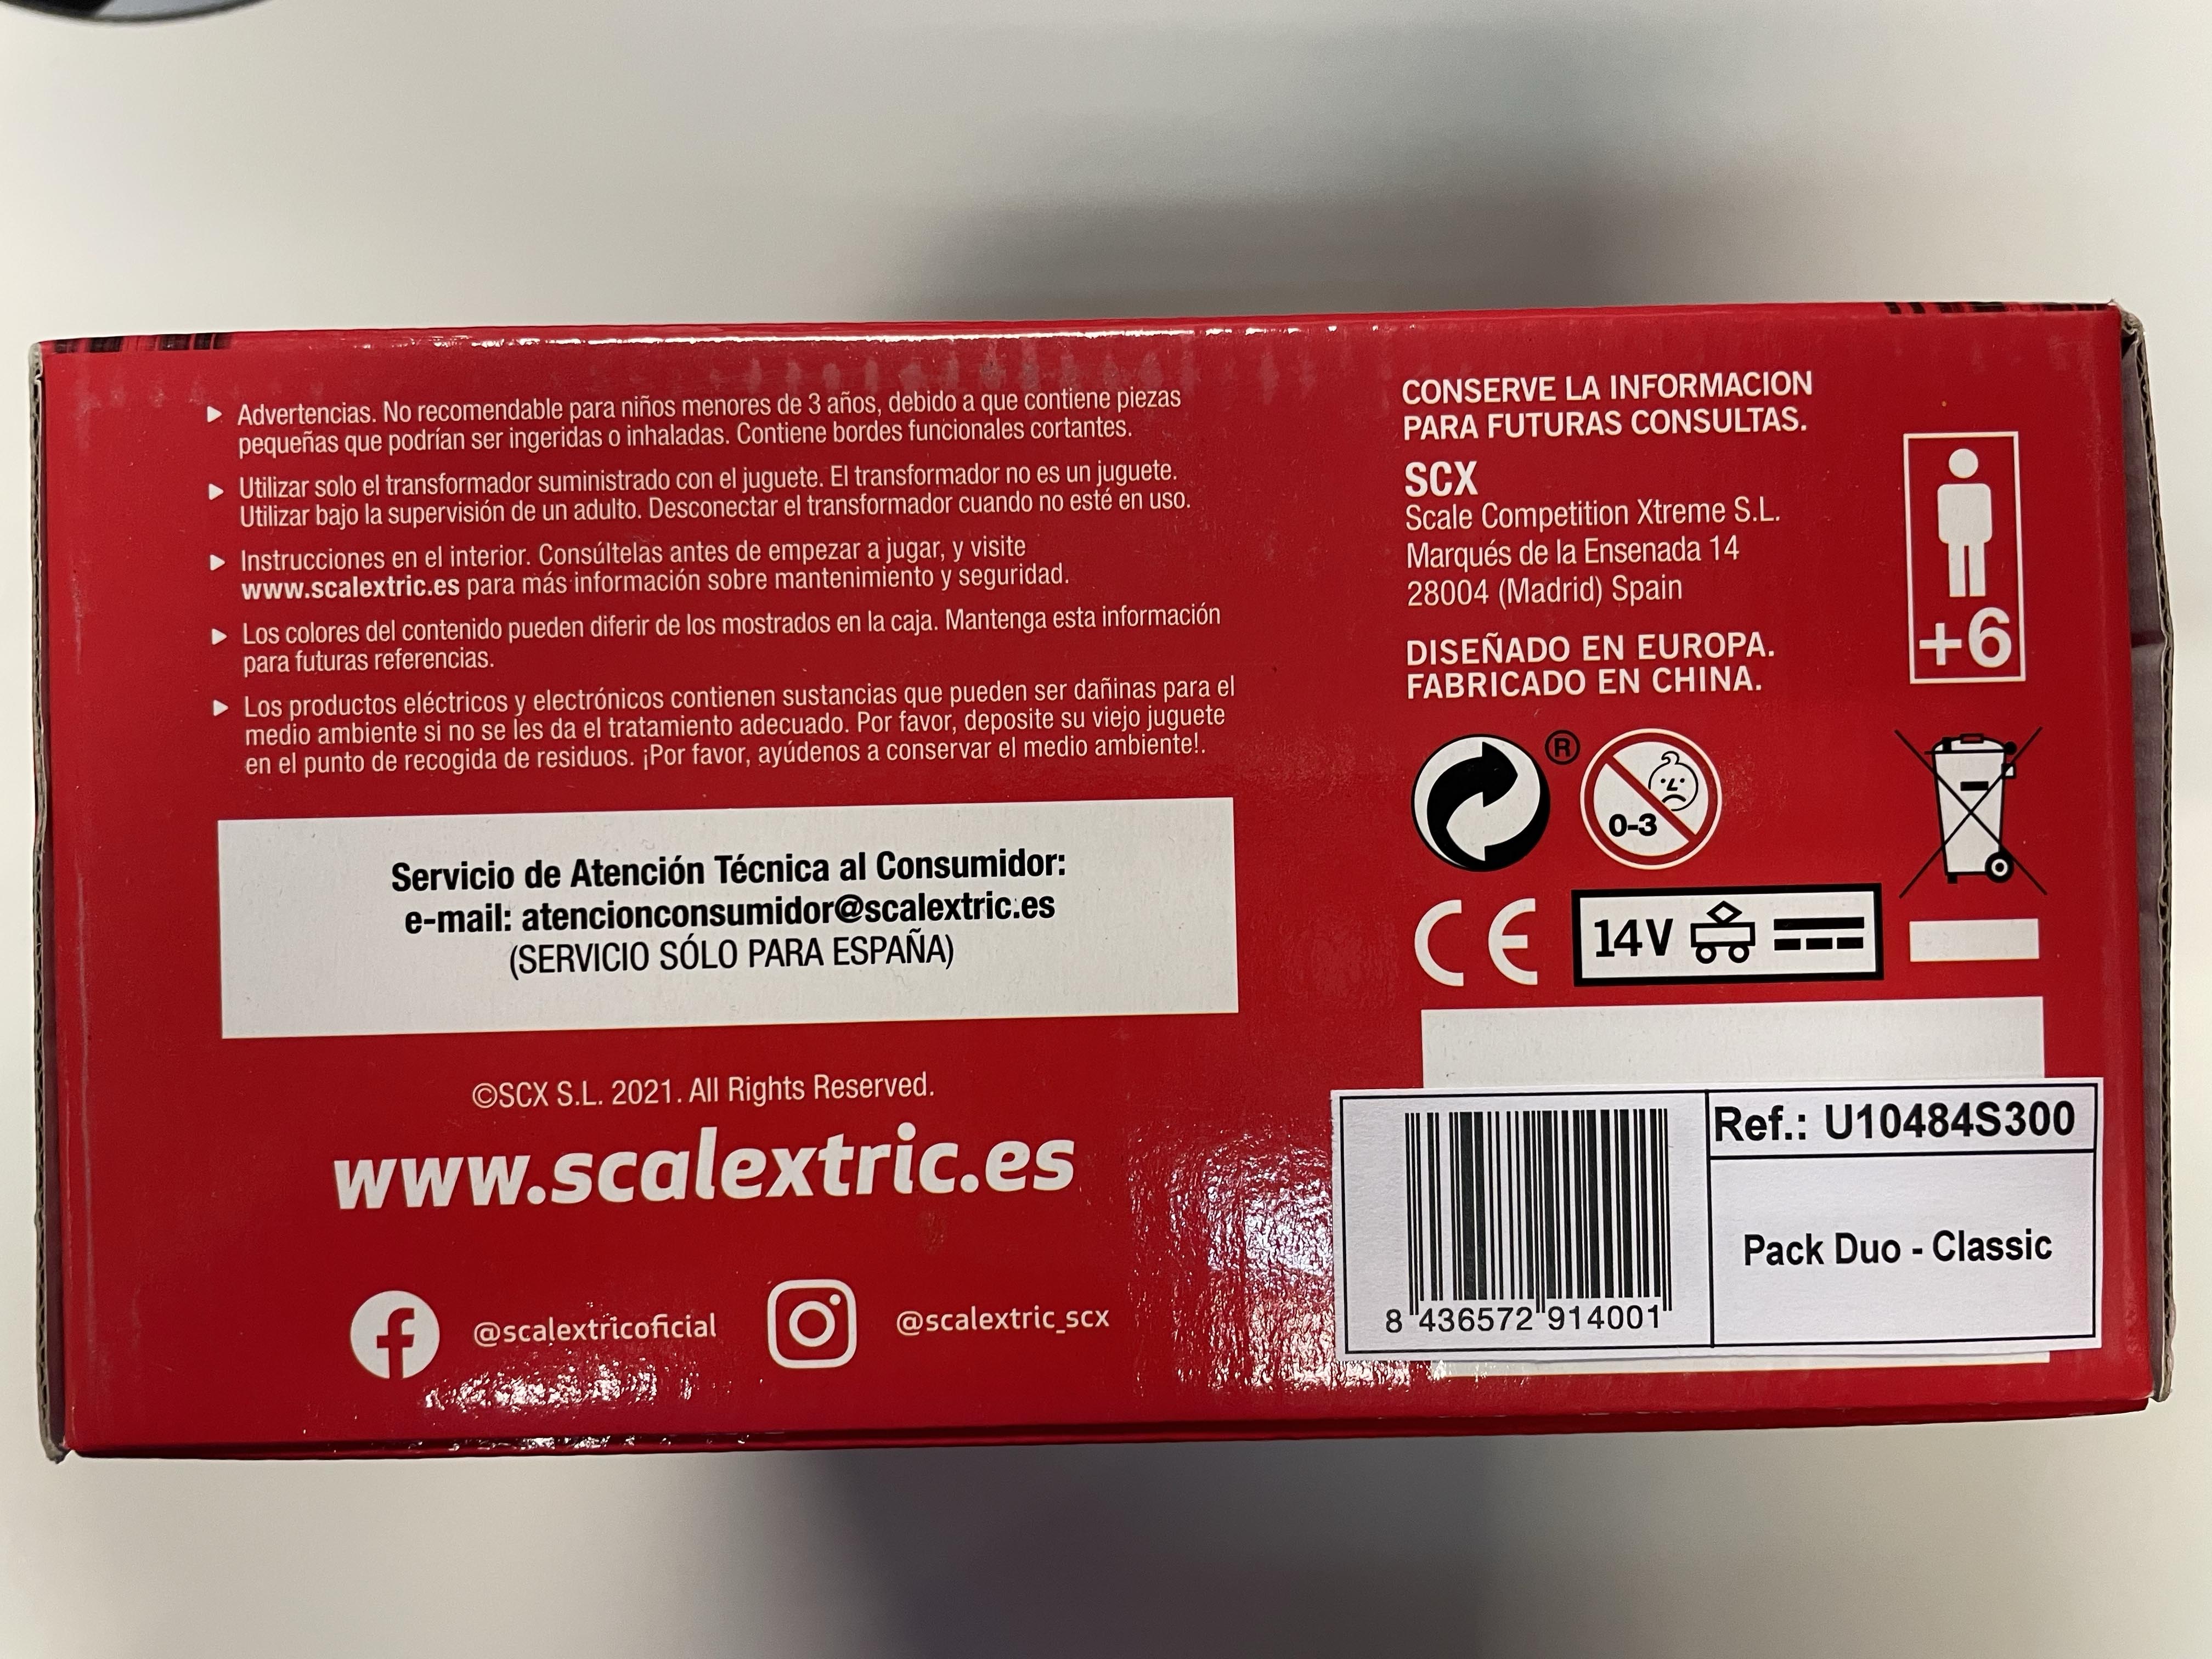 Advertencias. No recomendable para niños menores de 3 años, debido a que contiene piezas
pequeñas que podrían ser ingeridas o inhaladas. Contiene bordes funcionales cortantes.
Utilizar solo el transformador suministrado con el juguete. El transformador no es un juguete.
Utilizar bajo la supervisión de un adulto. Desconectar el transformador cuando no esté en uso.
Instrucciones en el interior. Consúltelas antes de empezar a jugar, y visite
www.scalextric.es para más información sobre mantenimiento y seguridad.
Los colores del contenido pueden diferir de los mostrados en la caja. Mantenga esta información
para futuras referencias.
Los productos eléctricos y electrónicos contienen sustancias que pueden ser dañinas para el
medio ambiente si no se les da el tratamiento adecuado. Por favor, deposite su viejo juguete
en el punto de recogida de residuos. ¡Por favor, ayúdenos a conservar el medio ambiente!.
Servicio de Atención Técnica al Consumidor:
e-mail: atencionconsumidor@scalextric.es
(SERVICIO SÓLO PARA ESPAÑA)
©SCX S.L. 2021. All Rights Reserved.
www.scalextric.es
@scalextricoficial
@scalextric_scx
CONSERVE LA INFORMACION
PARA FUTURAS CONSULTAS.
SCX
Scale Competition Xtreme S.L.
Marqués de la Ensenada 14
28004 (Madrid) Spain
DISEÑADO EN EUROPA.
FABRICADO EN CHINA.
+6
®
0-3
CE
14V
Ref.: U10484S300
Pack Duo - Classic
8 436572 914001